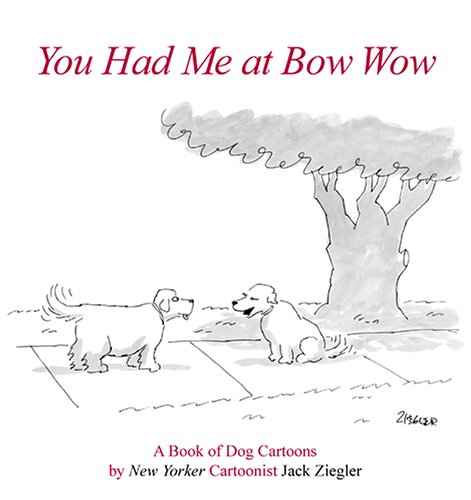 You Had Me at Bow Wow
ZIEGLER
A Book of Dog Cartoons
by New Yorker Cartoonist Jack Ziegler